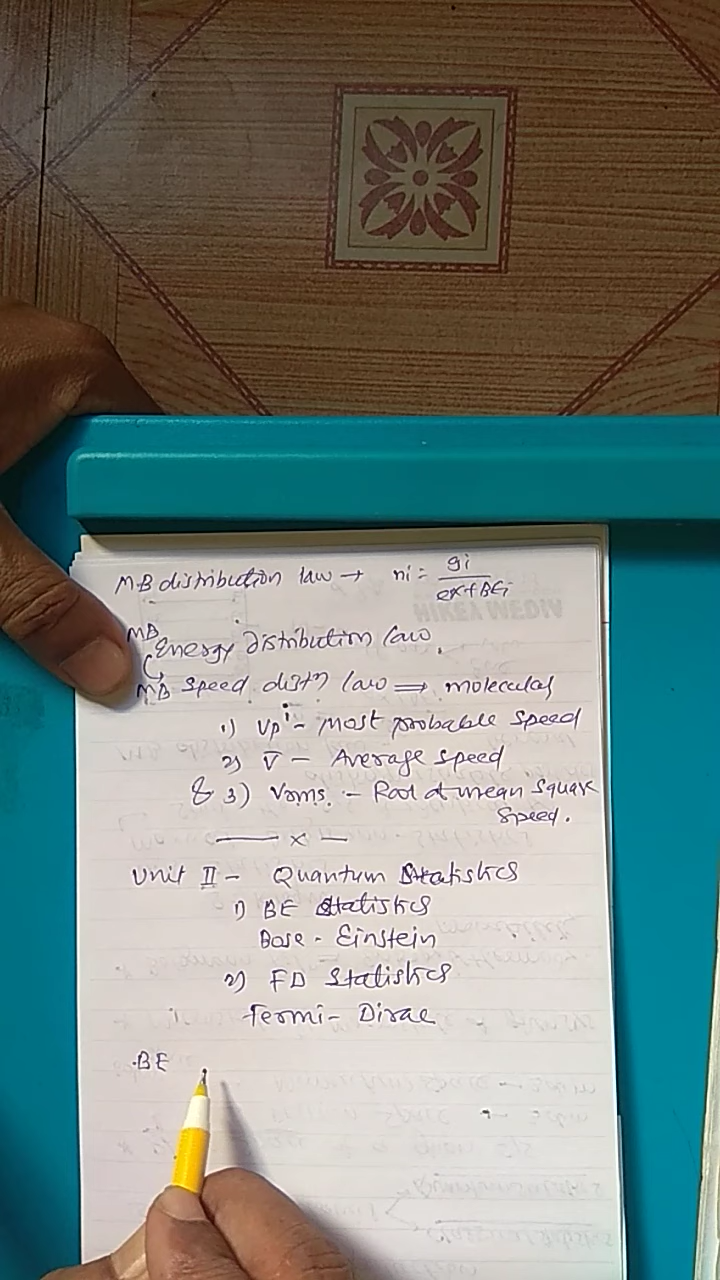 MB distribution law → ni = gi / eα+βEi
MB Energy distribution law.
MB speed distn law ⇒ molecular
1) Vp - Most probable speed
2) V̄ - Average speed
& 3) Vrms. - Root mean square
speed.
— x —
Unit II - Quantum Statistics
1) BE Statistics
Bose - Einstein
2) FD Statistics
Fermi - Dirac
BE